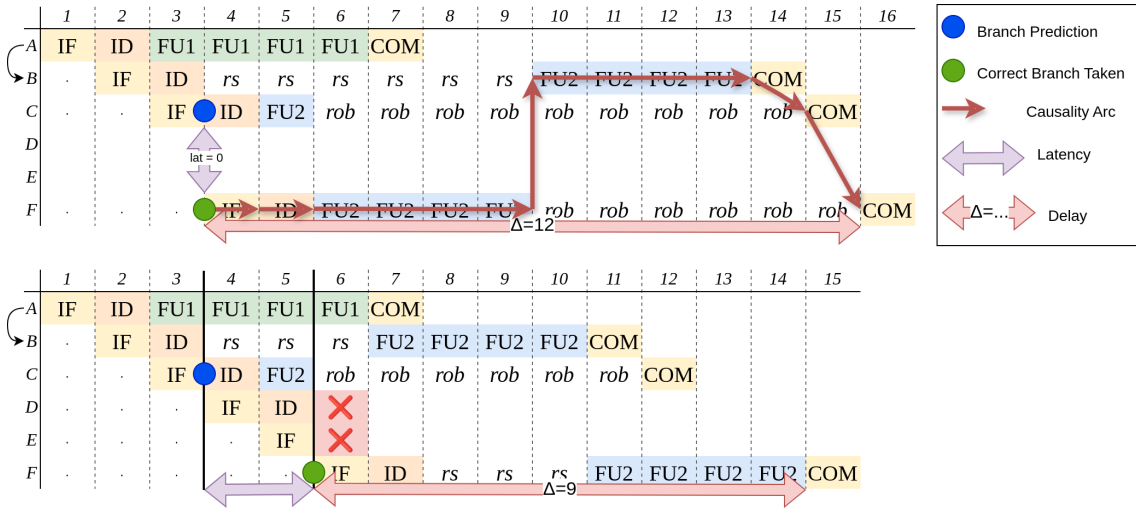 1 2 3 4 5 6 7 8 9 10 11 12 13 14 15 16
A IF ID FU1 FU1 FU1 FU1 COM
B . IF ID rs rs rs rs rs rs FU2 FU2 FU2 FU2 COM
C . . IF ID FU2 rob rob rob rob rob rob rob rob rob COM
lat = 0
D
E
F . . . IF ID FU2 FU2 FU2 FU2 rob rob rob rob rob rob COM
Δ=12
Branch Prediction
Correct Branch Taken
Causality Arc
Latency
Δ=... Delay
1 2 3 4 5 6 7 8 9 10 11 12 13 14 15
A IF ID FU1 FU1 FU1 FU1 COM
B . IF ID rs rs rs FU2 FU2 FU2 FU2 COM
C . . IF ID FU2 rob rob rob rob rob rob COM
D . . . IF ID
E . . . . IF
F . . . . . IF ID rs rs rs FU2 FU2 FU2 FU2 COM
Δ=9